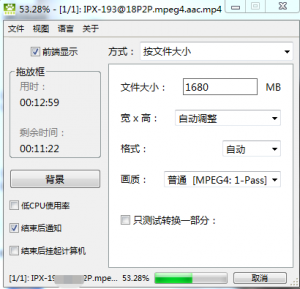 53.28% - [1/1]: IPX-193@18P2P.mpeg4.aac.mp4
文件 视图 语言 关于
前端显示
方式： 按文件大小
拖放框
用时：
00:12:59
剩余时间：
00:11:22
文件大小： 1680 MB
宽 x 高： 自动调整
格式： 自动
画质： 普通 [MPEG4: 1-Pass]
只测试转换一部分：
背景
低CPU使用率
结束后通知
结束后挂起计算机
[1/1]: IPX-19 2P.mpe... 53.28% 取消